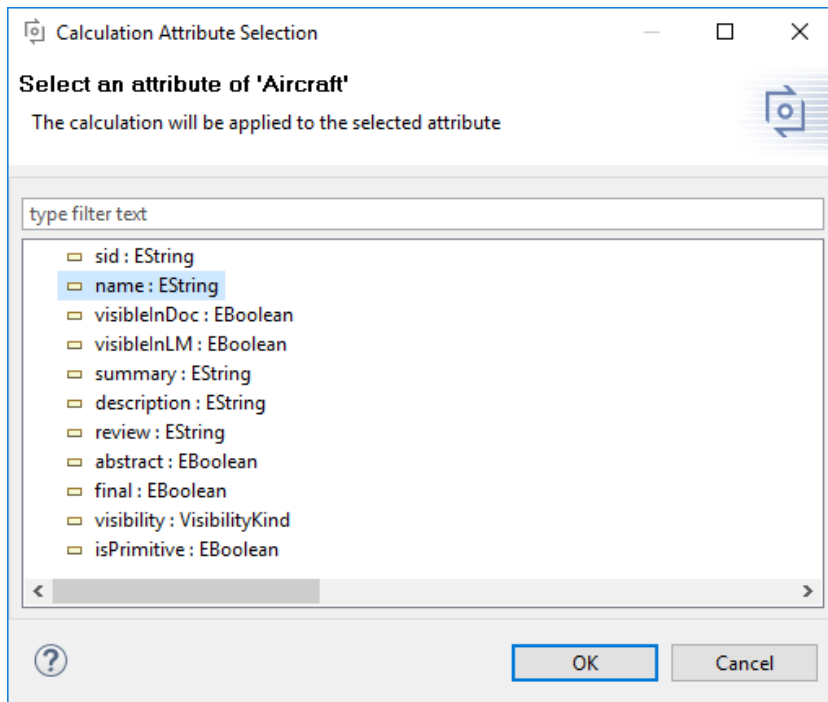 Calculation Attribute Selection
Select an attribute of 'Aircraft'
The calculation will be applied to the selected attribute
type filter text
sid : EString
name : EString
visibleInDoc : EBoolean
visibleInLM : EBoolean
summary : EString
description : EString
review : EString
abstract : EBoolean
final : EBoolean
visibility : VisibilityKind
isPrimitive : EBoolean
OK Cancel